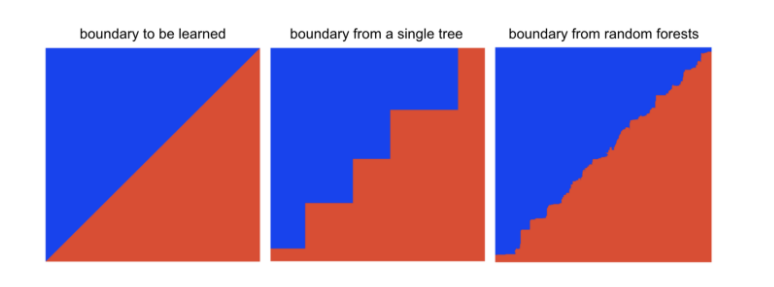 boundary to be learned
boundary from a single tree
boundary from random forests